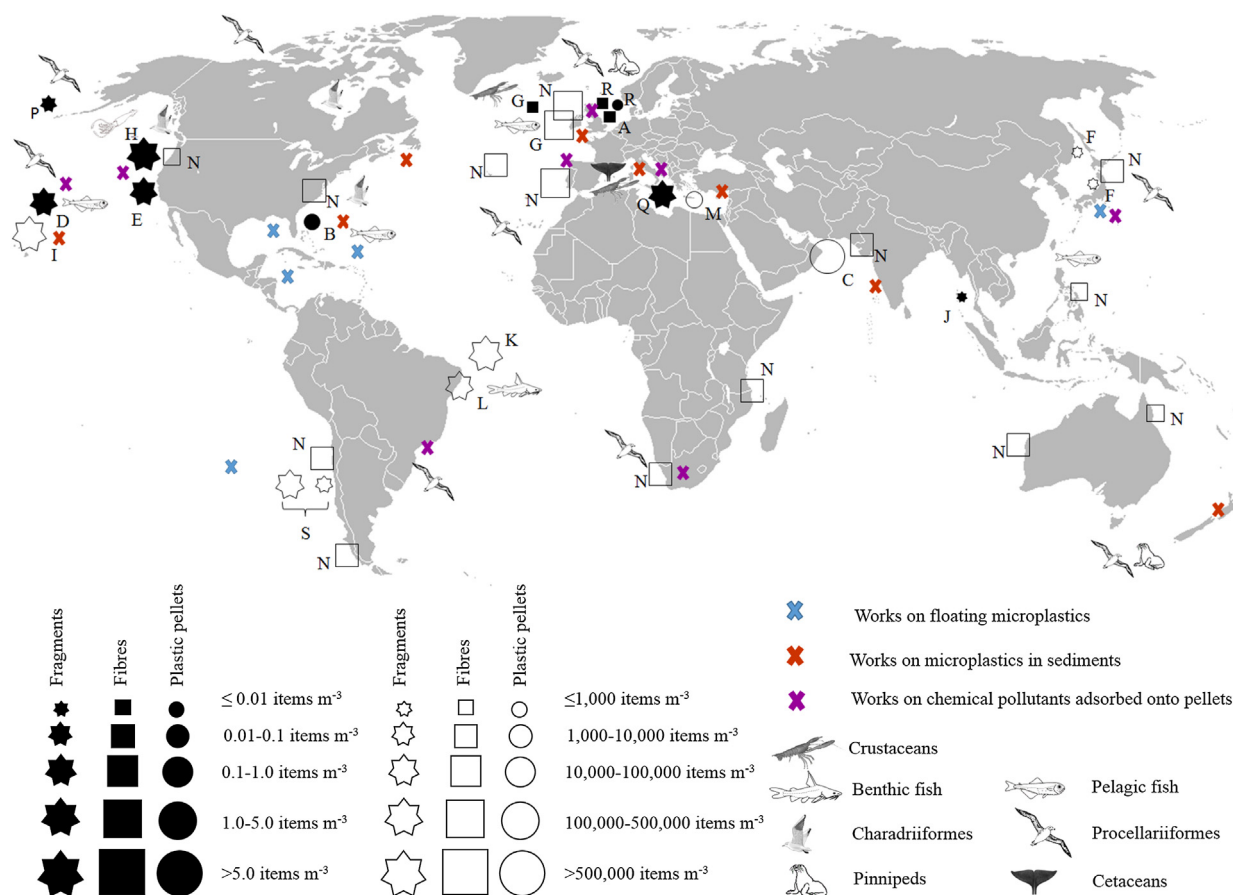 N
R
P
G
R
H
A
F
N
G
N
N
N
N
F
D
E
Q
M
I
B
N
C
N
J
K
N
L
N
N
N
N
S
N
Fragments
Fibres
Plastic pellets
≤ 0.01 items m⁻³
0.01-0.1 items m⁻³
0.1-1.0 items m⁻³
1.0-5.0 items m⁻³
>5.0 items m⁻³
Fragments
Fibres
Plastic pellets
≤1,000 items m⁻³
1,000-10,000 items m⁻³
10,000-100,000 items m⁻³
100,000-500,000 items m⁻³
>500,000 items m⁻³
Works on floating microplastics
Works on microplastics in sediments
Works on chemical pollutants adsorbed onto pellets
Crustaceans
Benthic fish
Pelagic fish
Charadriiformes
Procellariiformes
Pinnipeds
Cetaceans